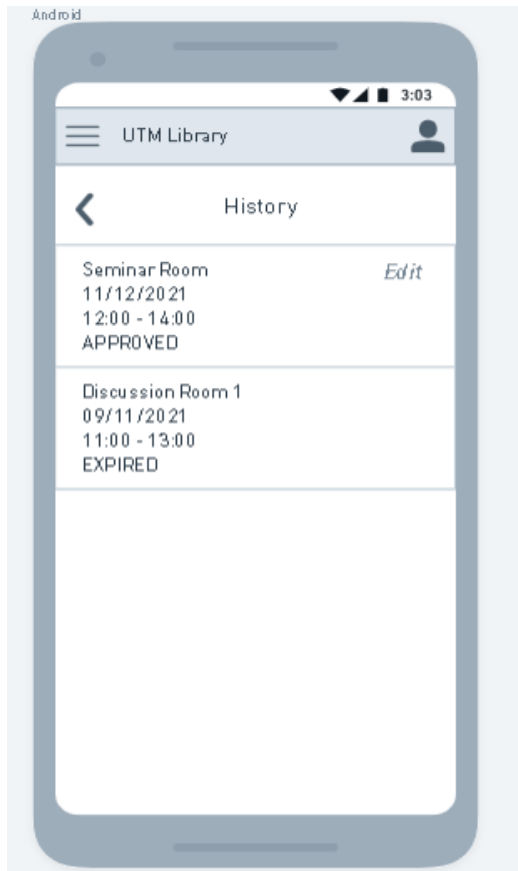 Android
3:03
UTM Library
History
Seminar Room Edit
11/12/2021
12:00 - 14:00
APPROVED
Discussion Room 1
09/11/2021
11:00 - 13:00
EXPIRED